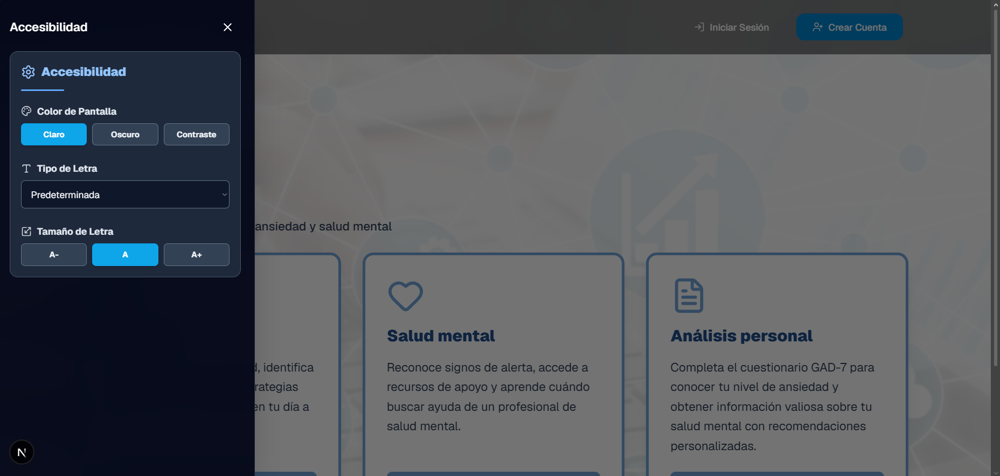 Accesibilidad
Iniciar Sesión
Crear Cuenta
Accesibilidad
Color de Pantalla
Claro
Oscuro
Contraste
Tipo de Letra
Predeterminada
Tamaño de Letra
A-
A
A+
ansiedad y salud mental
identifica
en tu día a
Salud mental
Reconoce signos de alerta, accede a
recursos de apoyo y aprende cuándo
buscar ayuda de un profesional de
salud mental.
Análisis personal
Completa el cuestionario GAD-7 para
conocer tu nivel de ansiedad y
obtener información valiosa sobre tu
salud mental con recomendaciones
personalizadas.
N